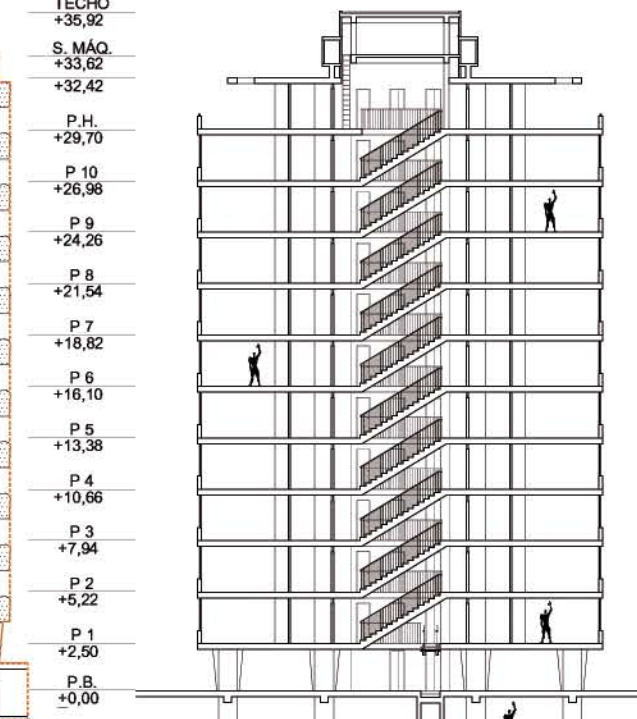 TECHO
+35,92
S. MÁQ.
+33,62
+32,42
P.H.
+29,70
P 10
+26,98
P 9
+24,26
P 8
+21,54
P 7
+18,82
P 6
+16,10
P 5
+13,38
P 4
+10,66
P 3
+7,94
P 2
+5,22
P 1
+2,50
P.B.
+0,00